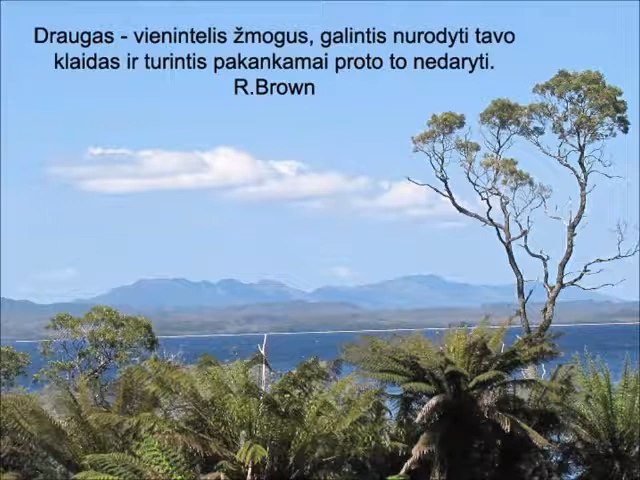 Draugas - vienintelis žmogus, galintis nurodyti tavo
klaidas ir turintis pakankamai proto to nedaryti.
R.Brown